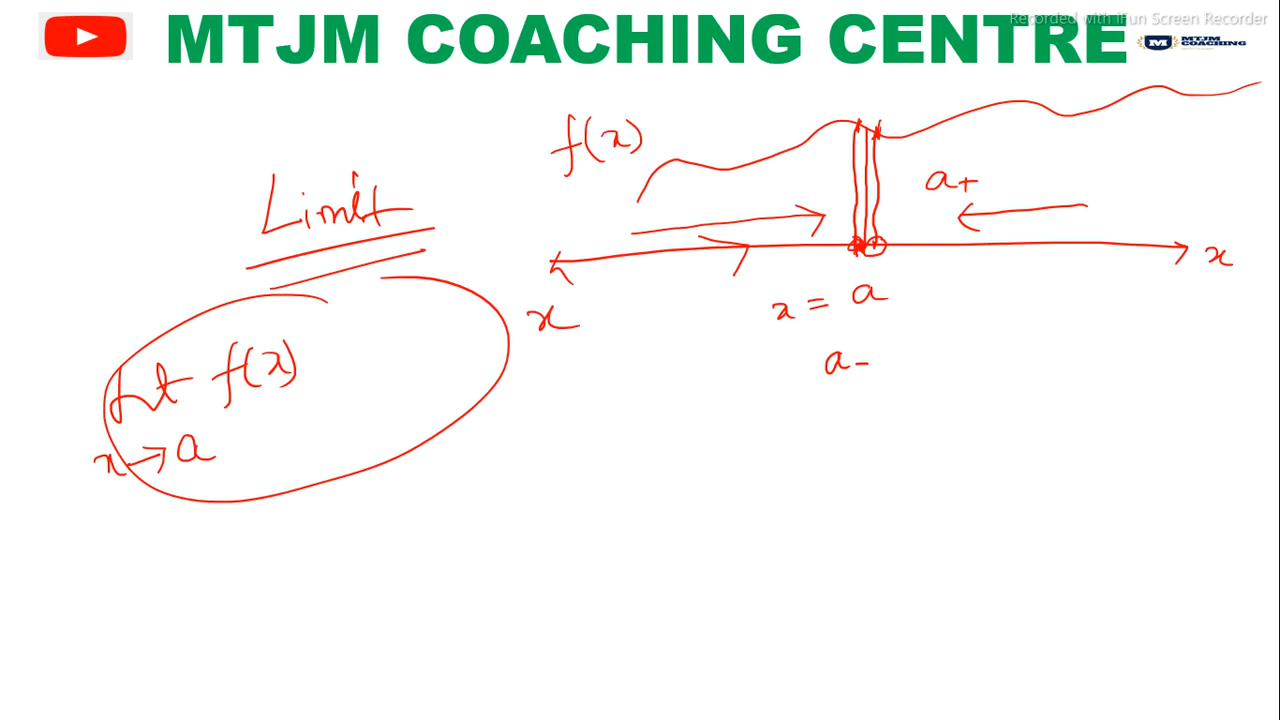 Recorded with iFun Screen Recorder
MTJM COACHING CENTRE
M MTJM COACHING
f(x)
Limit
a+
x
x
x = a
a-
Lt f(x)
x→a